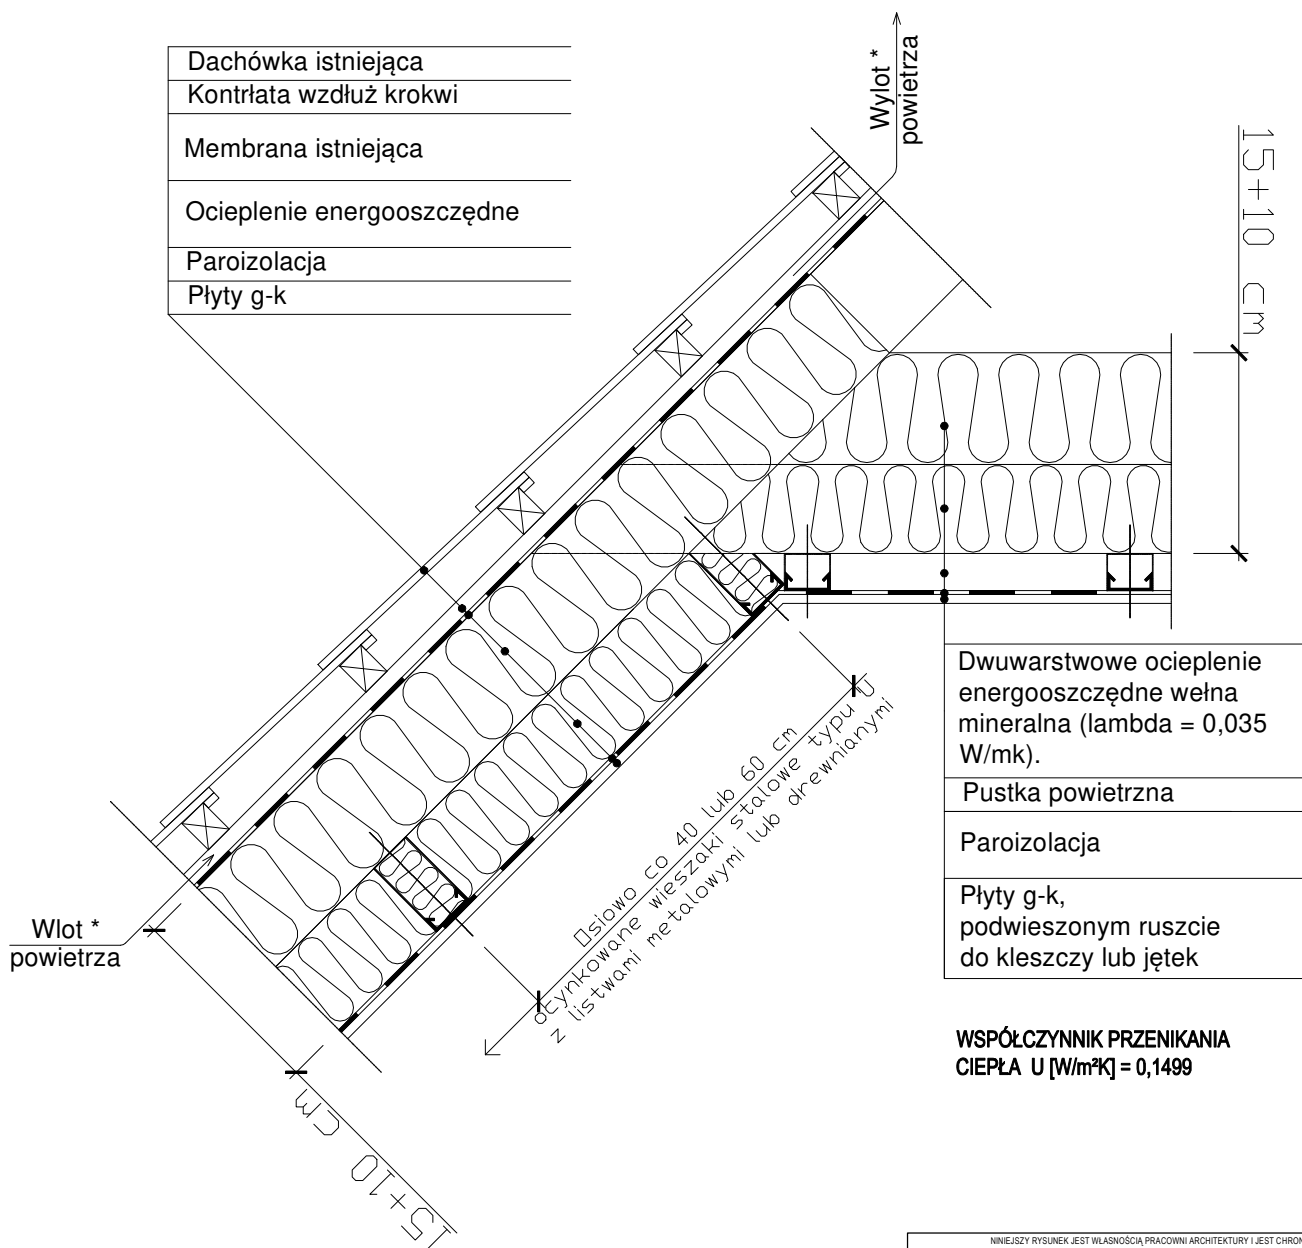 Dachówka istniejąca
Kontrłata wzdłuż krokwi
Membrana istniejąca
Ocieplenie energooszczędne
Paroizolacja
Płyty g-k
Wylot *
powietrza
15+10 cm
Dwuwarstwowe ocieplenie
energooszczędne wełna
mineralna (lambda = 0,035
W/mk).
Pustka powietrzna
Paroizolacja
Płyty g-k,
podwieszonym ruszcie
do kleszczy lub jętek
Osiowo co 40 lub 60 cm
ocynkowane wieszaki stalowe typu U
z listwami metalowymi lub drewnianymi
Wlot *
powietrza
15+10 cm
WSPÓŁCZYNNIK PRZENIKANIA
CIEPŁA U [W/m²K] = 0,1499
NINIEJSZY RYSUNEK JEST WŁASNOŚCIĄ PRACOWNI ARCHITEKTURY I JEST CHRON